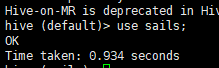 Hive-on-MR is deprecated in Hiv
hive (default)> use sails;
OK
Time taken: 0.934 seconds